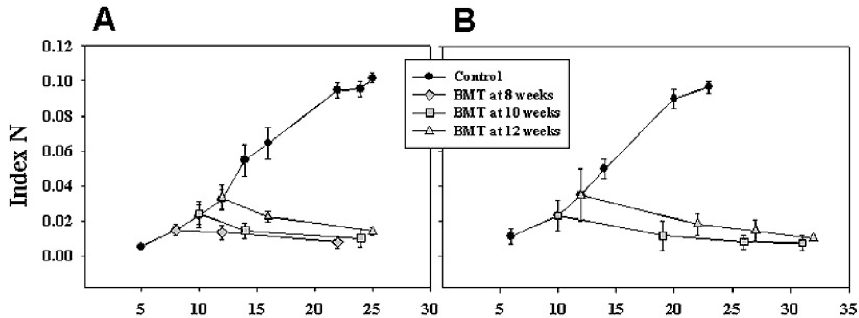 A B
0.12
0.10
0.08
0.06
0.04
0.02
0.00
Index N
Control
BMT at 8 weeks
BMT at 10 weeks
BMT at 12 weeks
5 10 15 20 25 30 5 10 15 20 25 30 35